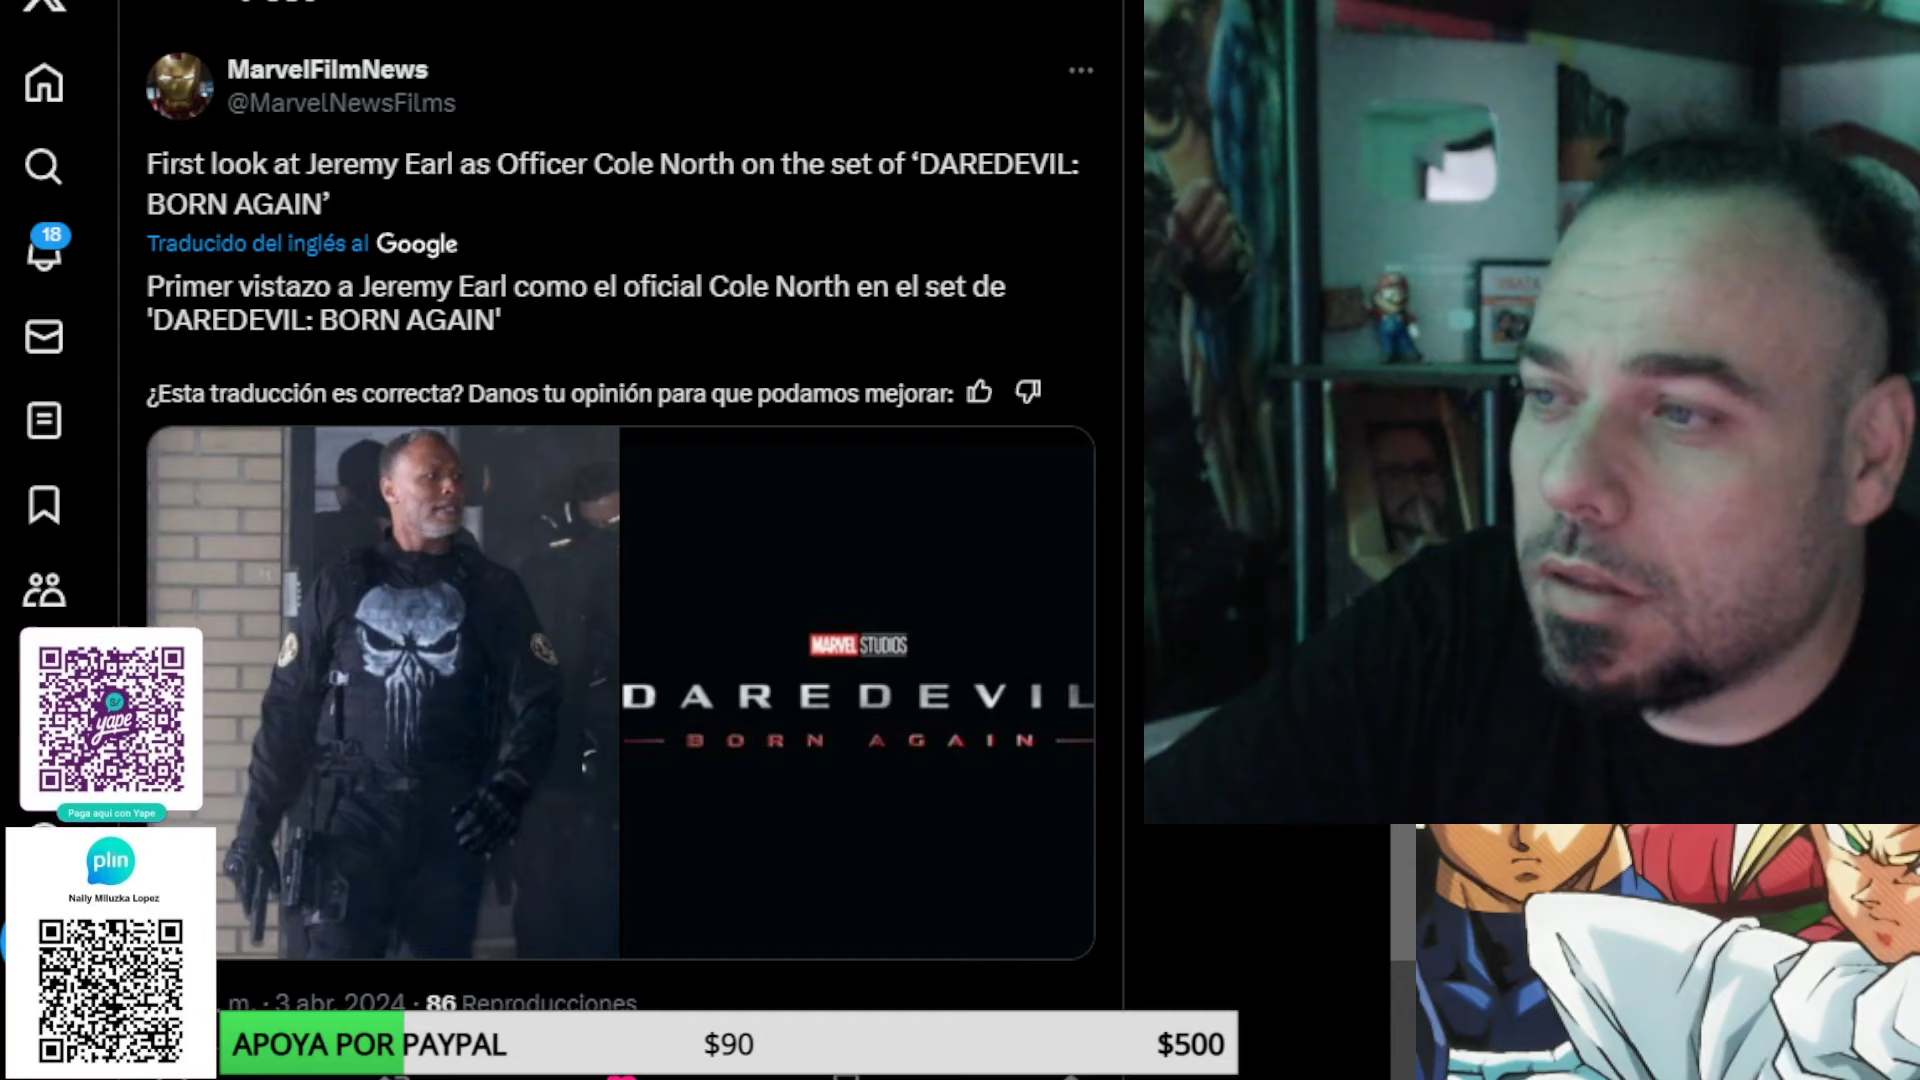 MarvelFilmNews
@MarvelNewsFilms
First look at Jeremy Earl as Officer Cole North on the set of ‘DAREDEVIL:
BORN AGAIN’
Traducido del inglés al Google
Primer vistazo a Jeremy Earl como el oficial Cole North en el set de
'DAREDEVIL: BORN AGAIN'
¿Esta traducción es correcta? Danos tu opinión para que podamos mejorar:
18
MARVEL STUDIOS
DAREDEVIL
BORN AGAIN
S/
yape
Paga aquí con Yape
plin
Naily Miluzka Lopez
m. · 3 abr. 2024 · 86 Reproducciones
APOYA POR PAYPAL $90 $500